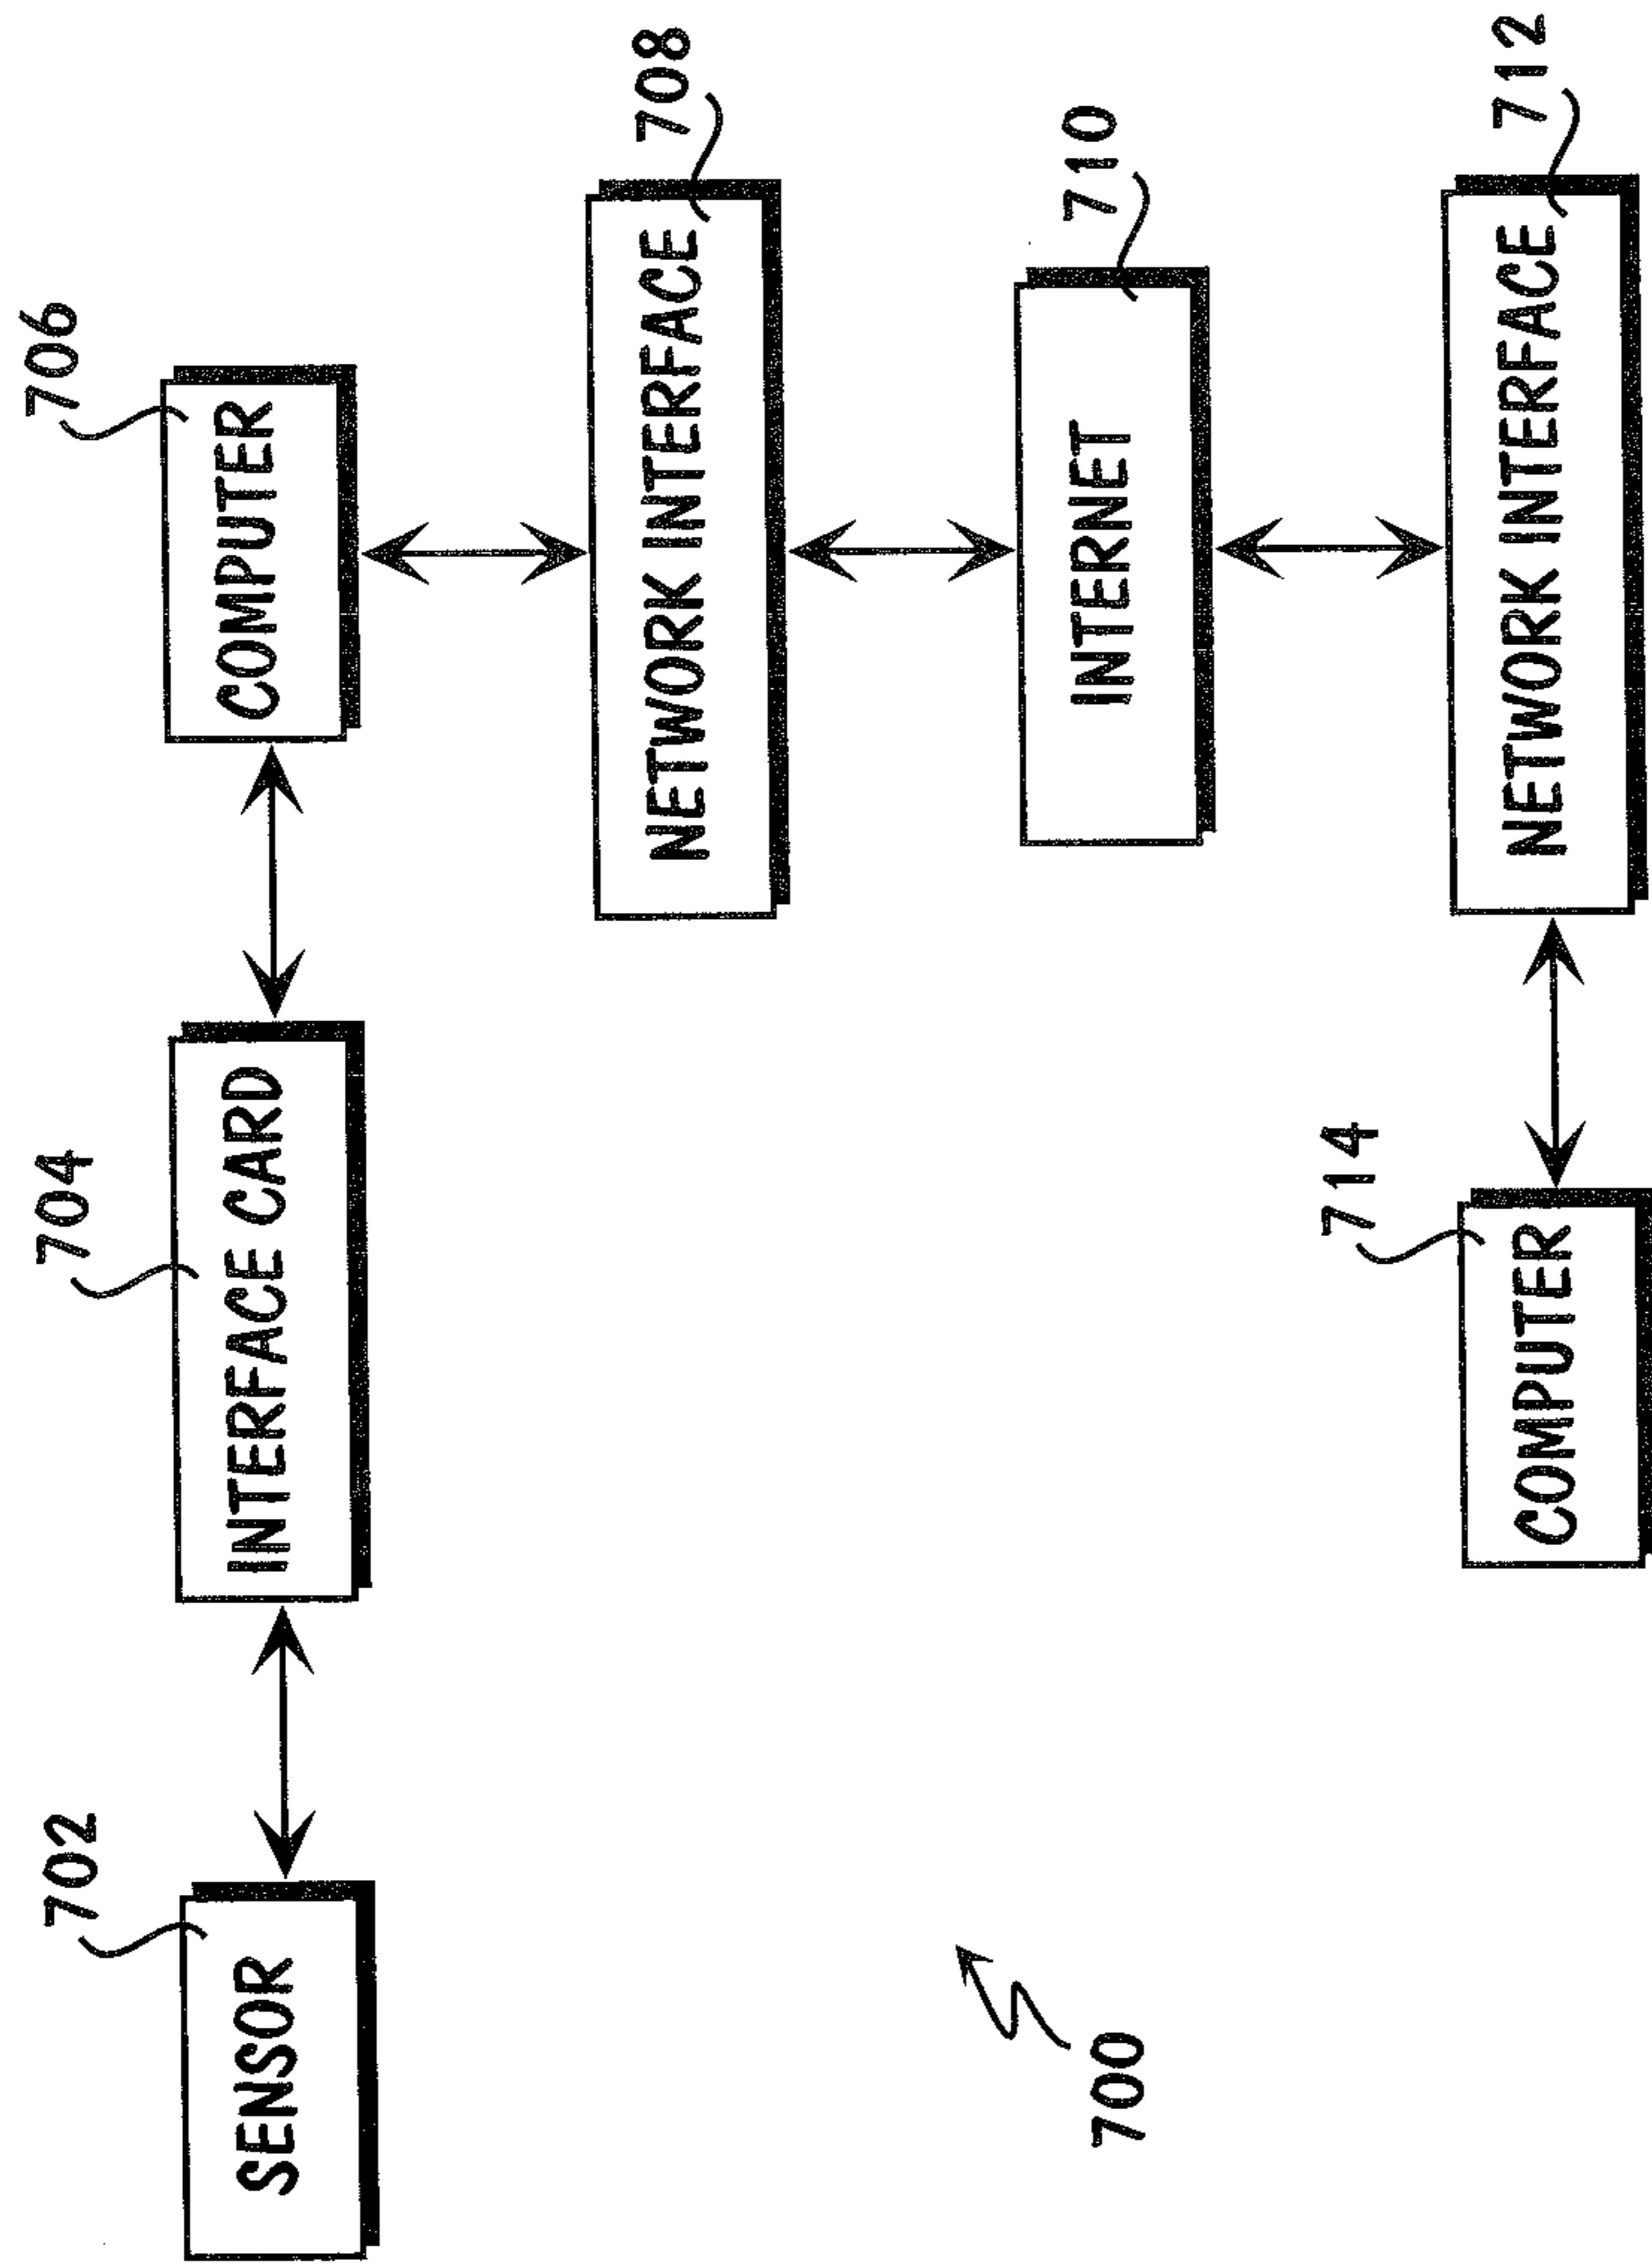 702
SENSOR
704
INTERFACE CARD
706
COMPUTER
708
NETWORK INTERFACE
710
INTERNET
712
NETWORK INTERFACE
714
COMPUTER
700